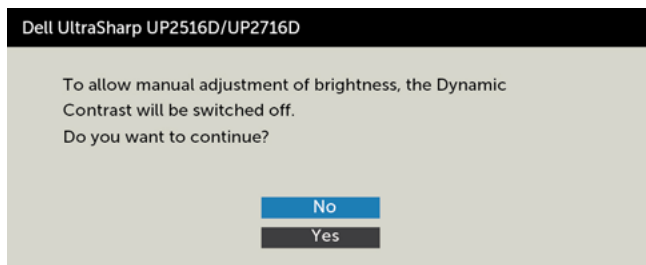 Dell UltraSharp UP2516D/UP2716D
To allow manual adjustment of brightness, the Dynamic
Contrast will be switched off.
Do you want to continue?
No
Yes